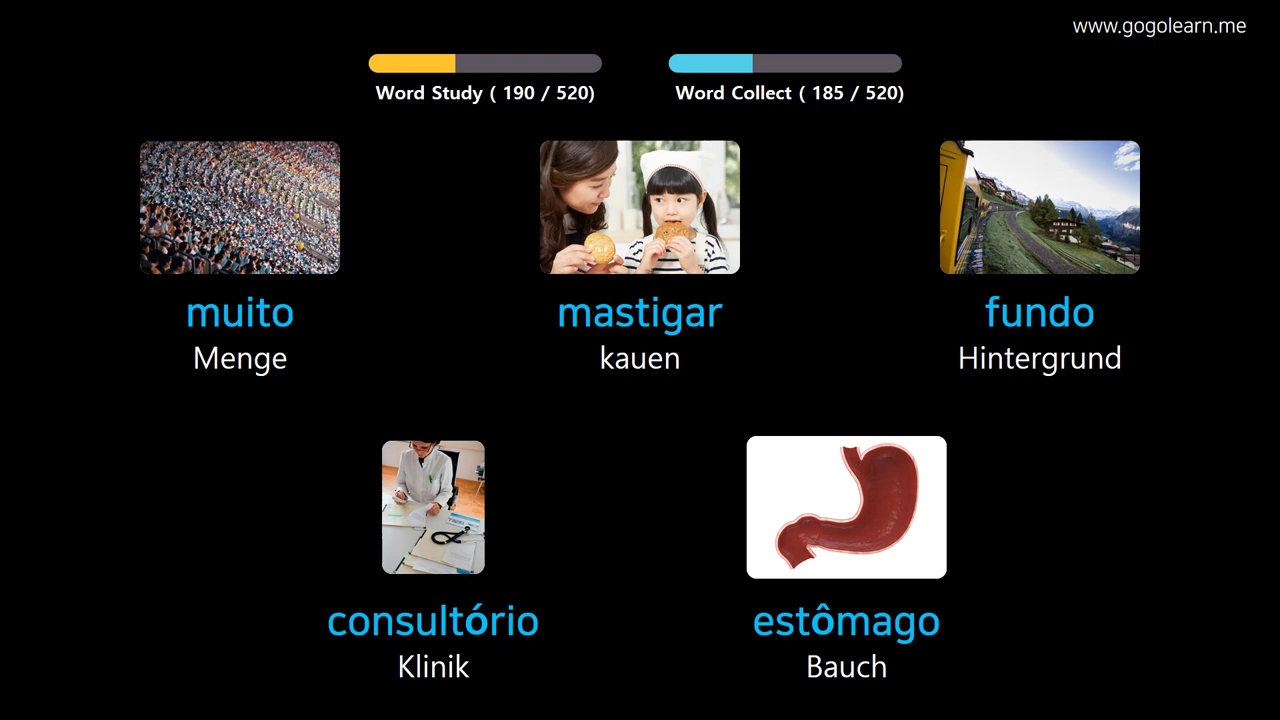 www.gogolearn.me
Word Study ( 190 / 520)
Word Collect ( 185 / 520)
muito
Menge
mastigar
kauen
fundo
Hintergrund
consultório
Klinik
estômago
Bauch